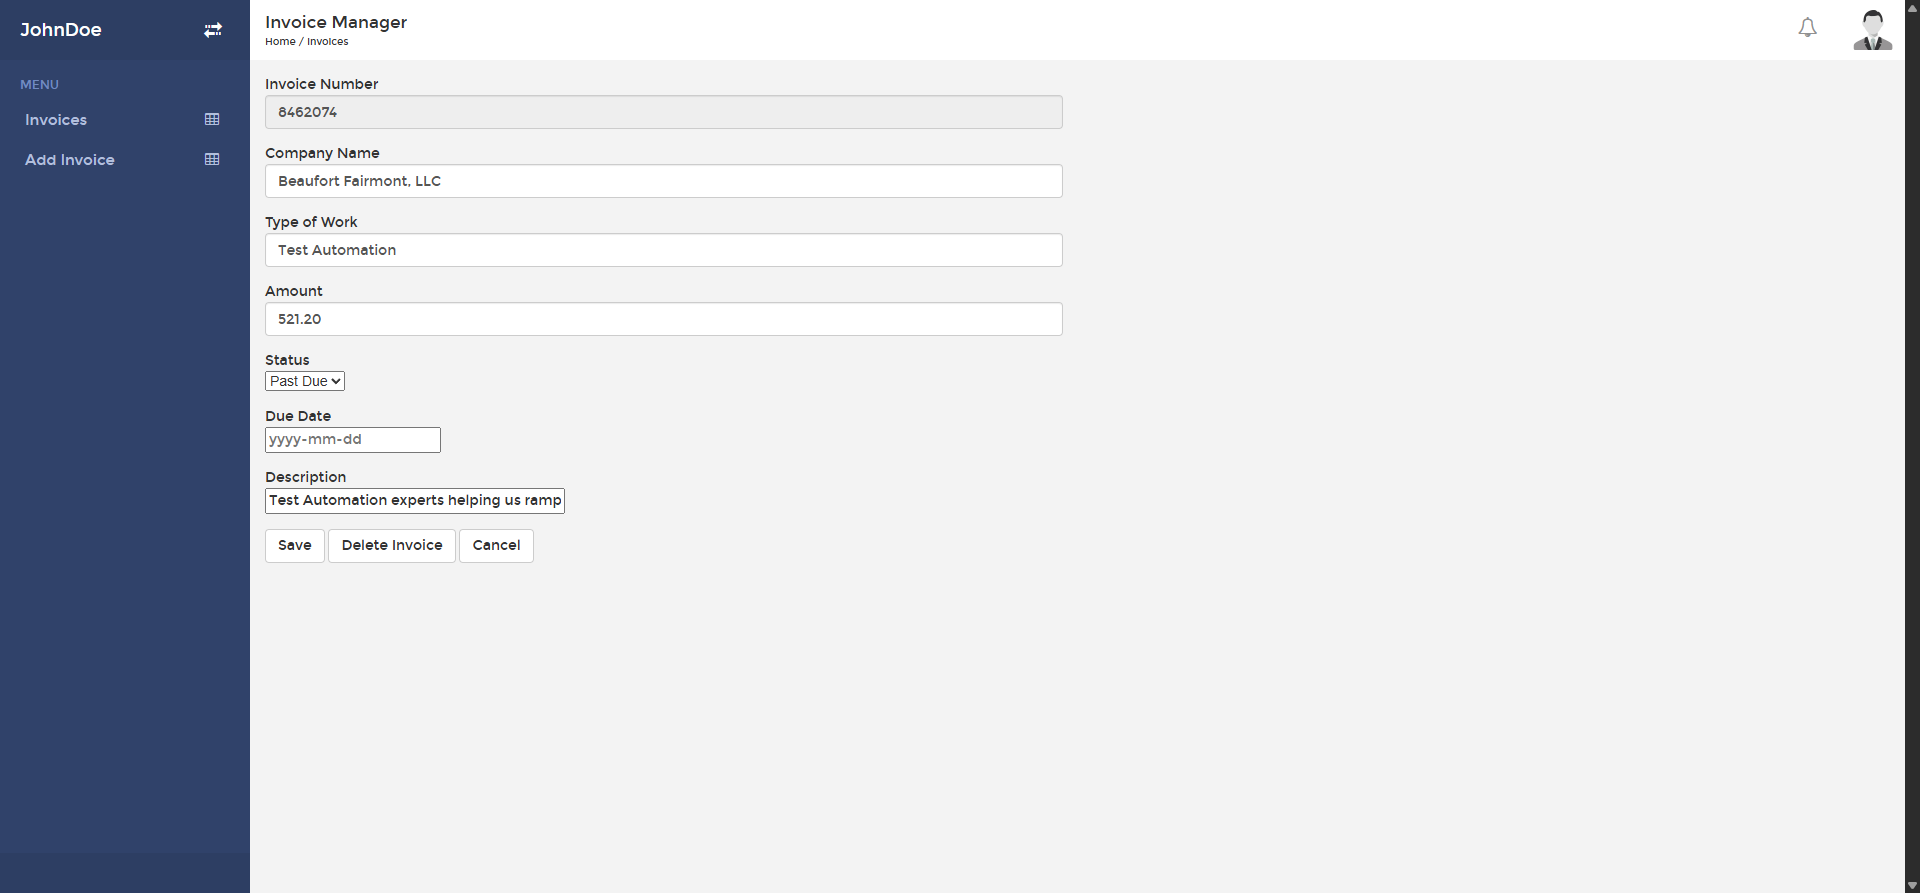 JohnDoe
MENU
Invoices
Add Invoice
Invoice Manager
Home / Invoices
Invoice Number
8462074
Company Name
Beaufort Fairmont, LLC
Type of Work
Test Automation
Amount
521.20
Status
Past Due
Due Date
yyyy-mm-dd
Description
Test Automation experts helping us ramp
Save Delete Invoice Cancel